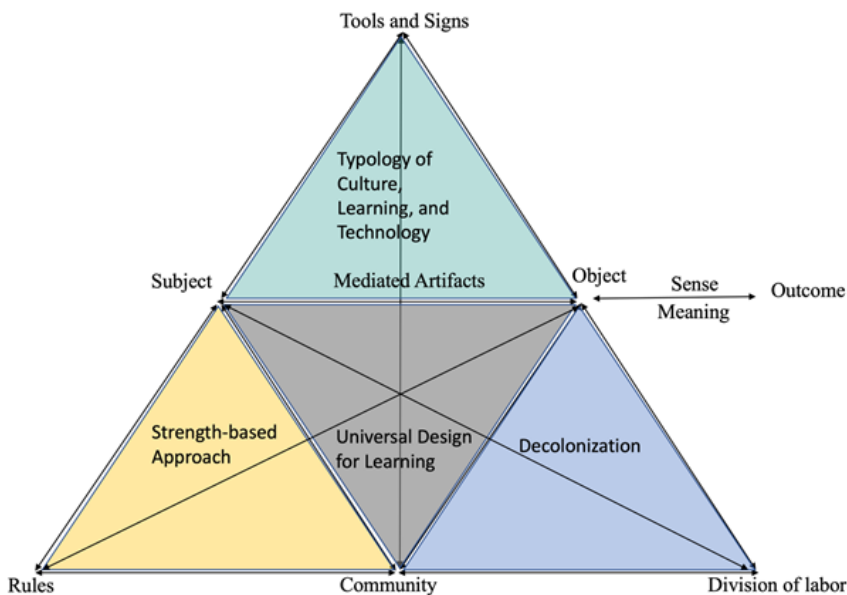 Tools and Signs
Typology of
Culture,
Learning, and
Technology
Subject
Mediated Artifacts
Object
Sense
Meaning
Outcome
Strength-based
Approach
Universal Design
for Learning
Decolonization
Rules
Community
Division of labor